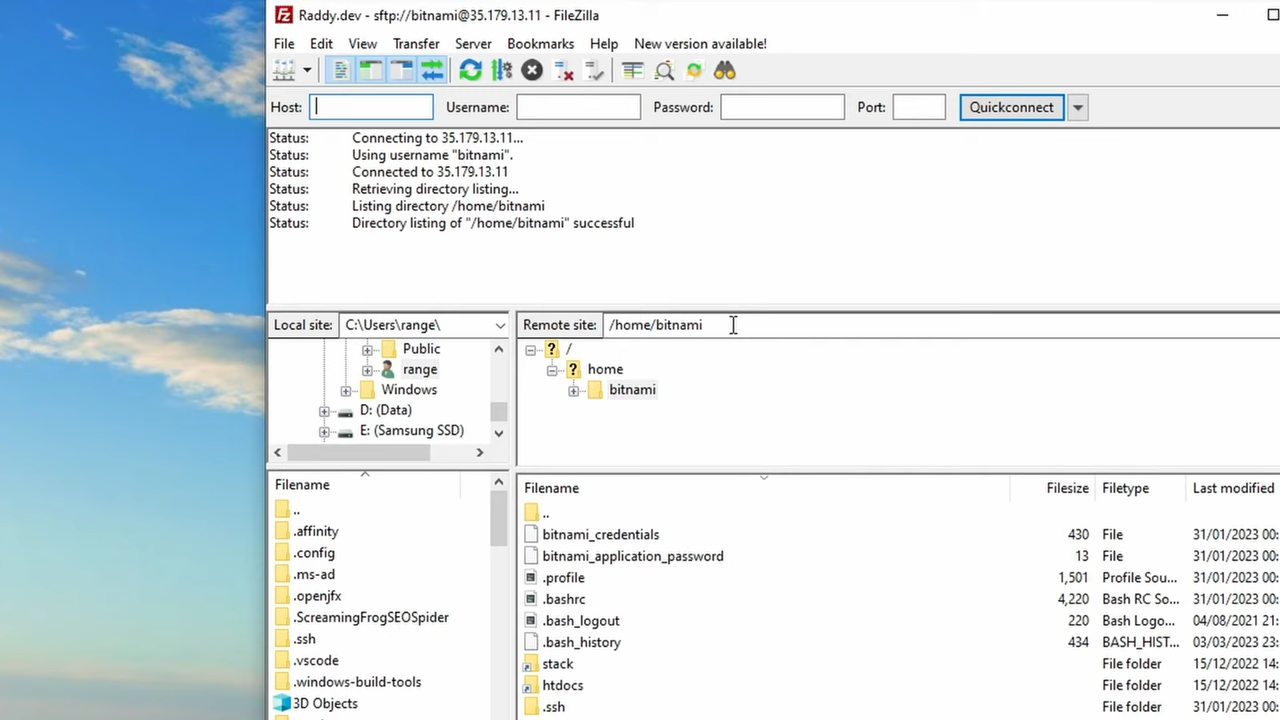 Raddy.dev - sftp://bitnami@35.179.13.11 - FileZilla
File Edit View Transfer Server Bookmarks Help New version available!
Host: Username: Password: Port: Quickconnect
Status: Connecting to 35.179.13.11...
Status: Using username "bitnami".
Status: Connected to 35.179.13.11
Status: Retrieving directory listing...
Status: Listing directory /home/bitnami
Status: Directory listing of "/home/bitnami" successful
Local site: C:\Users\range\
Public
range
Windows
D: (Data)
E: (Samsung SSD)
Remote site: /home/bitnami
/
home
bitnami
Filename
..
.affinity
.config
.ms-ad
.openjfx
.ScreamingFrogSEOSpider
.ssh
.vscode
.windows-build-tools
3D Objects
Filename Filesize Filetype Last modified
..
bitnami_credentials 430 File 31/01/2023 00:
bitnami_application_password 13 File 31/01/2023 00:
.profile 1,501 Profile Sou... 31/01/2023 00:
.bashrc 4,220 Bash RC So... 31/01/2023 00:
.bash_logout 220 Bash Logo... 04/08/2021 21:
.bash_history 434 BASH_HIST... 03/03/2023 23:
stack File folder 15/12/2022 14:
htdocs File folder 15/12/2022 14:
.ssh File folder 31/01/2023 00: